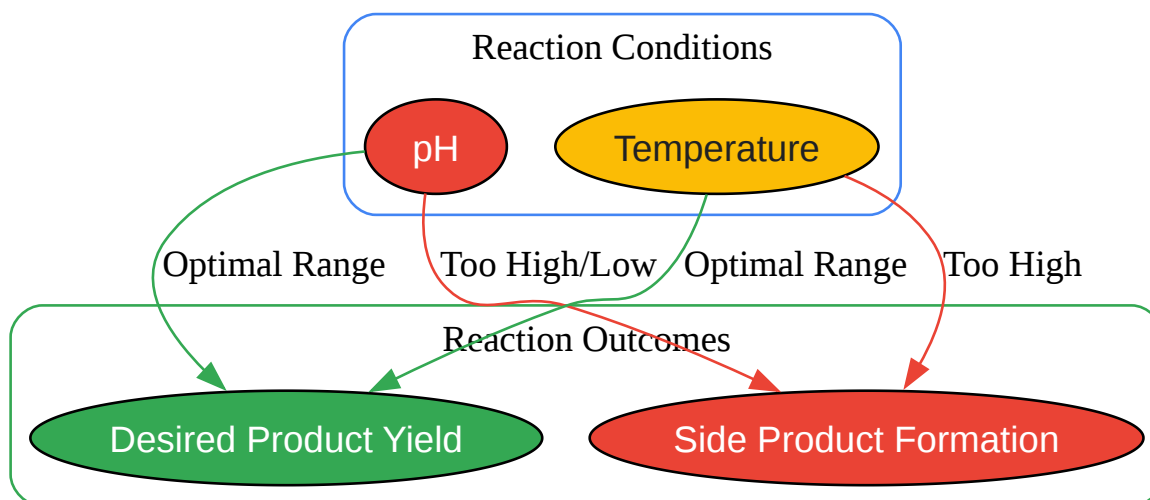 Reaction Conditions
pH
Temperature
Optimal Range
Too High/Low
Optimal Range
Too High
Reaction Outcomes
Desired Product Yield
Side Product Formation